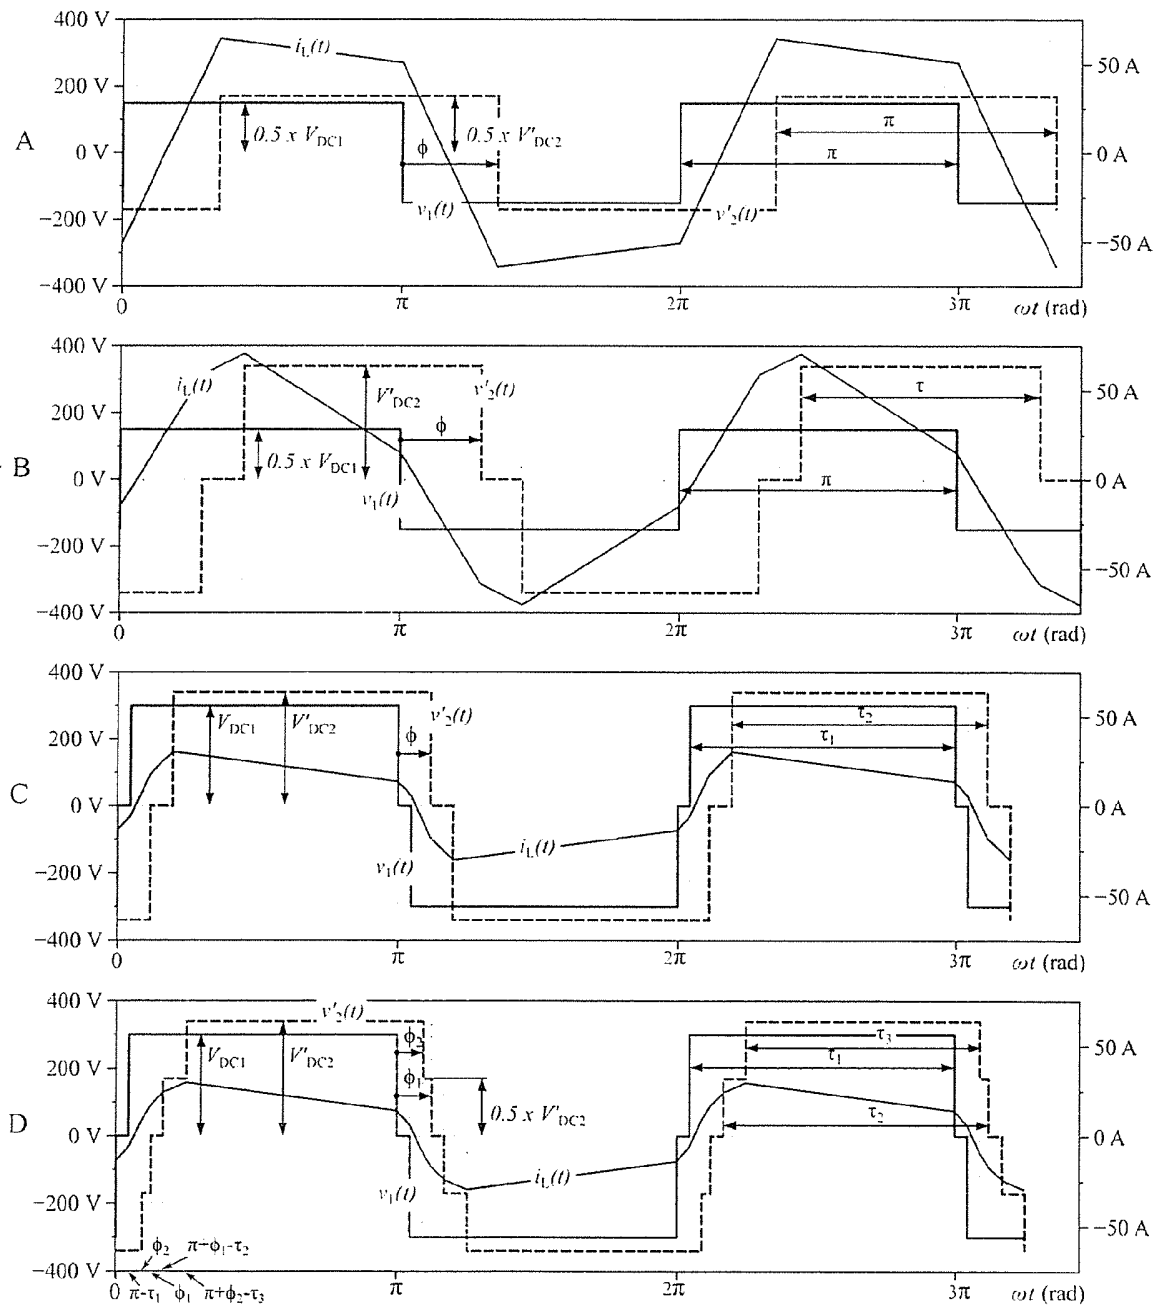 400 V
200 V
0 V
−200 V
−400 V
A
i_L(t)
0.5 x V_DC1
0.5 x V'_DC2
ϕ
π
π
v_1(t)
v'_2(t)
50 A
0 A
−50 A
0
π
2π
3π
ωt (rad)
400 V
200 V
0 V
−200 V
−400 V
B
i_L(t)
V'_DC2
v'_2(t)
0.5 x V_DC1
ϕ
v_1(t)
τ
π
50 A
0 A
−50 A
0
π
2π
3π
ωt (rad)
400 V
200 V
0 V
−200 V
−400 V
C
V_DC1
V'_DC2
v'_2(t)
ϕ
v_1(t)
i_L(t)
τ_2
τ_1
50 A
0 A
−50 A
0
π
2π
3π
ωt (rad)
400 V
200 V
0 V
−200 V
−400 V
D
v'_2(t)
V_DC1
V'_DC2
ϕ_2
ϕ_1
0.5 x V'_DC2
v_1(t)
i_L(t)
τ_3
τ_1
τ_2
50 A
0 A
−50 A
ϕ_2
π+ϕ_1-τ_2
0
π-τ_1
ϕ_1
π+ϕ_2-τ_3
π
2π
3π
ωt (rad)